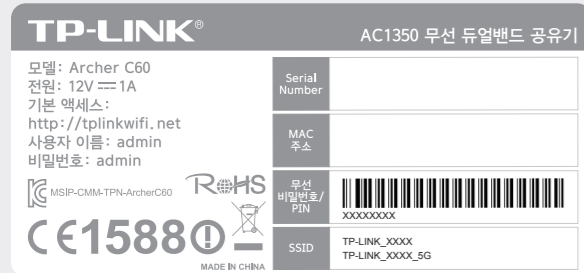 TP-LINK®
AC1350 무선 듀얼밴드 공유기
모델: Archer C60
전원: 12V⎓1A
기본 액세스:
http://tplinkwifi.net
사용자 이름: admin
비밀번호: admin
MSIP-CMM-TPN-ArcherC60
RoHS
CE1588
MADE IN CHINA
Serial
Number
MAC
주소
무선
비밀번호/
PIN
XXXXXXXX
SSID
TP-LINK_XXXX
TP-LINK_XXXX_5G